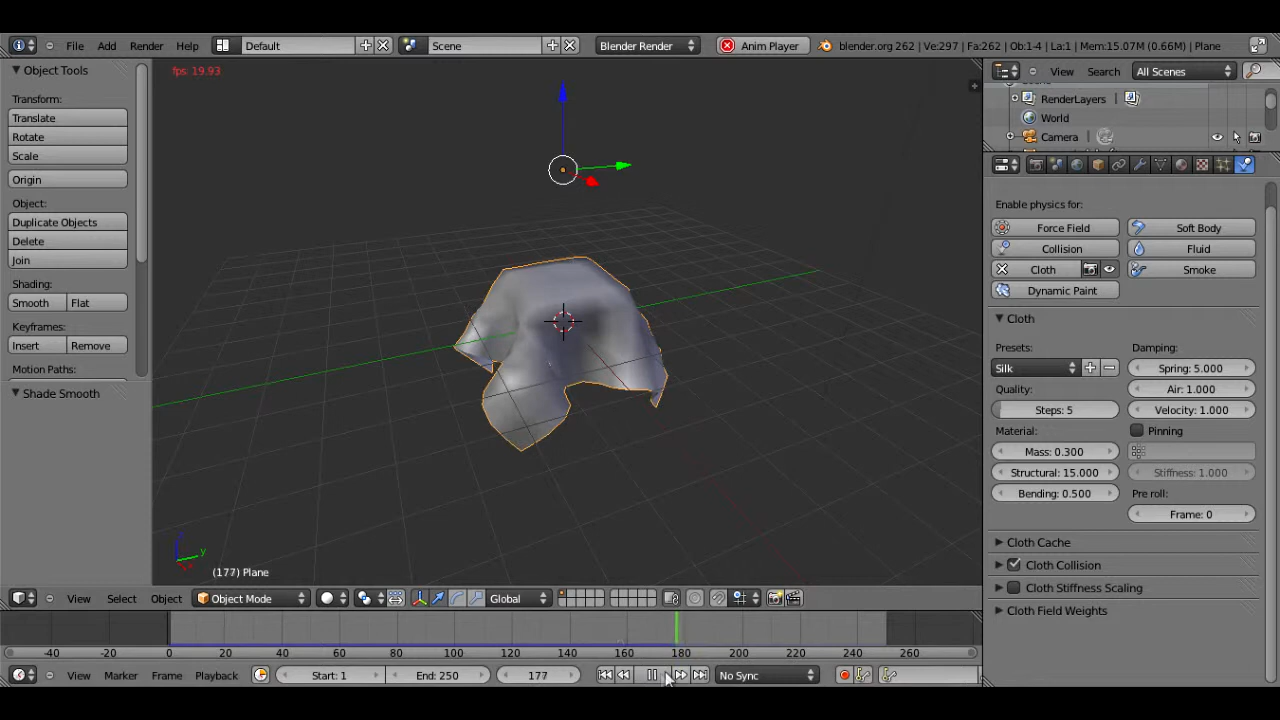 File Add Render Help Default Scene Blender Render Anim Player blender.org 262 | Ve:297 | Fa:262 | Ob:1-4 | La:1 | Mem:15.07M (0.66M) | Plane
Object Tools
Transform:
Translate
Rotate
Scale
Origin
Object:
Duplicate Objects
Delete
Join
Shading:
Smooth Flat
Keyframes:
Insert Remove
Motion Paths:
Shade Smooth
fps: 19.93
y
(177) Plane
View Select Object Object Mode Global
-40 -20 0 20 40 60 80 100 120 140 160 180 200 220 240 260
View Marker Frame Playback Start: 1 End: 250 177 No Sync
View Search All Scenes
RenderLayers
World
Camera
Enable physics for:
Force Field Soft Body
Collision Fluid
Cloth Smoke
Dynamic Paint
Cloth
Presets: Damping:
Silk Spring: 5.000
Quality: Air: 1.000
Steps: 5 Velocity: 1.000
Material: Pinning
Mass: 0.300
Structural: 15.000 Stiffness: 1.000
Bending: 0.500 Pre roll:
Frame: 0
Cloth Cache
Cloth Collision
Cloth Stiffness Scaling
Cloth Field Weights